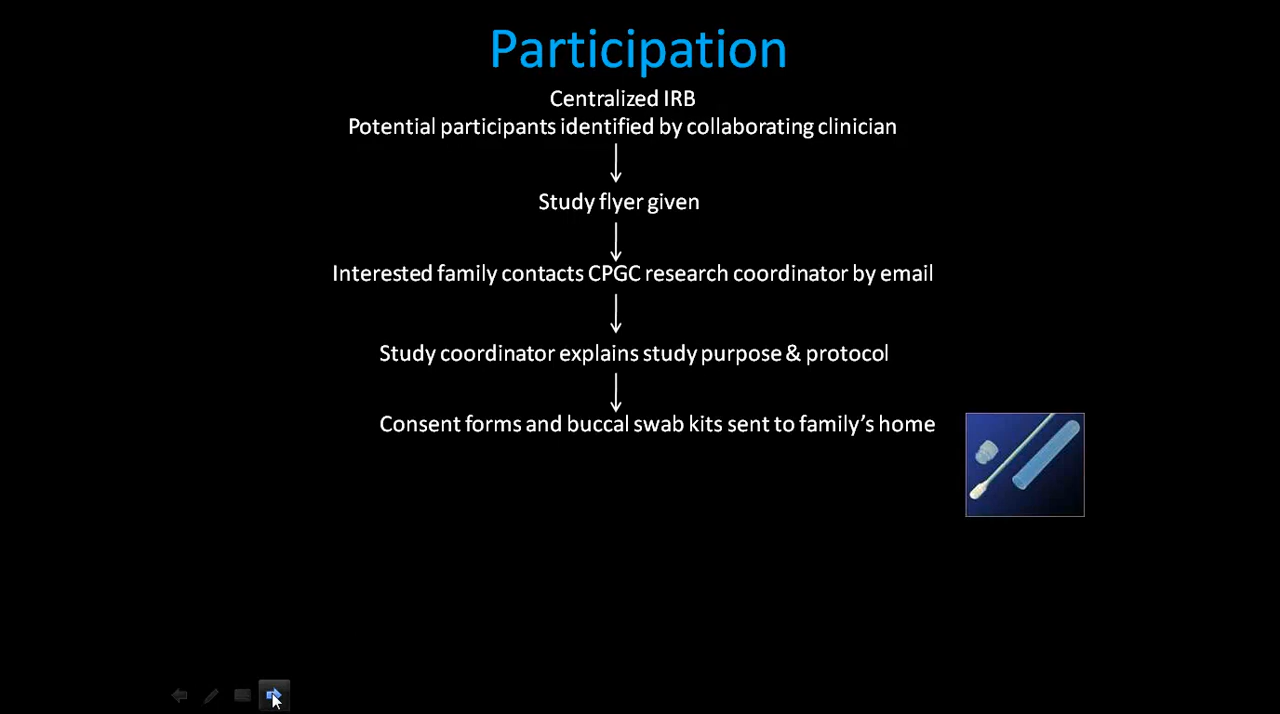 Participation
Centralized IRB
Potential participants identified by collaborating clinician
Study flyer given
Interested family contacts CPGC research coordinator by email
Study coordinator explains study purpose & protocol
Consent forms and buccal swab kits sent to family’s home